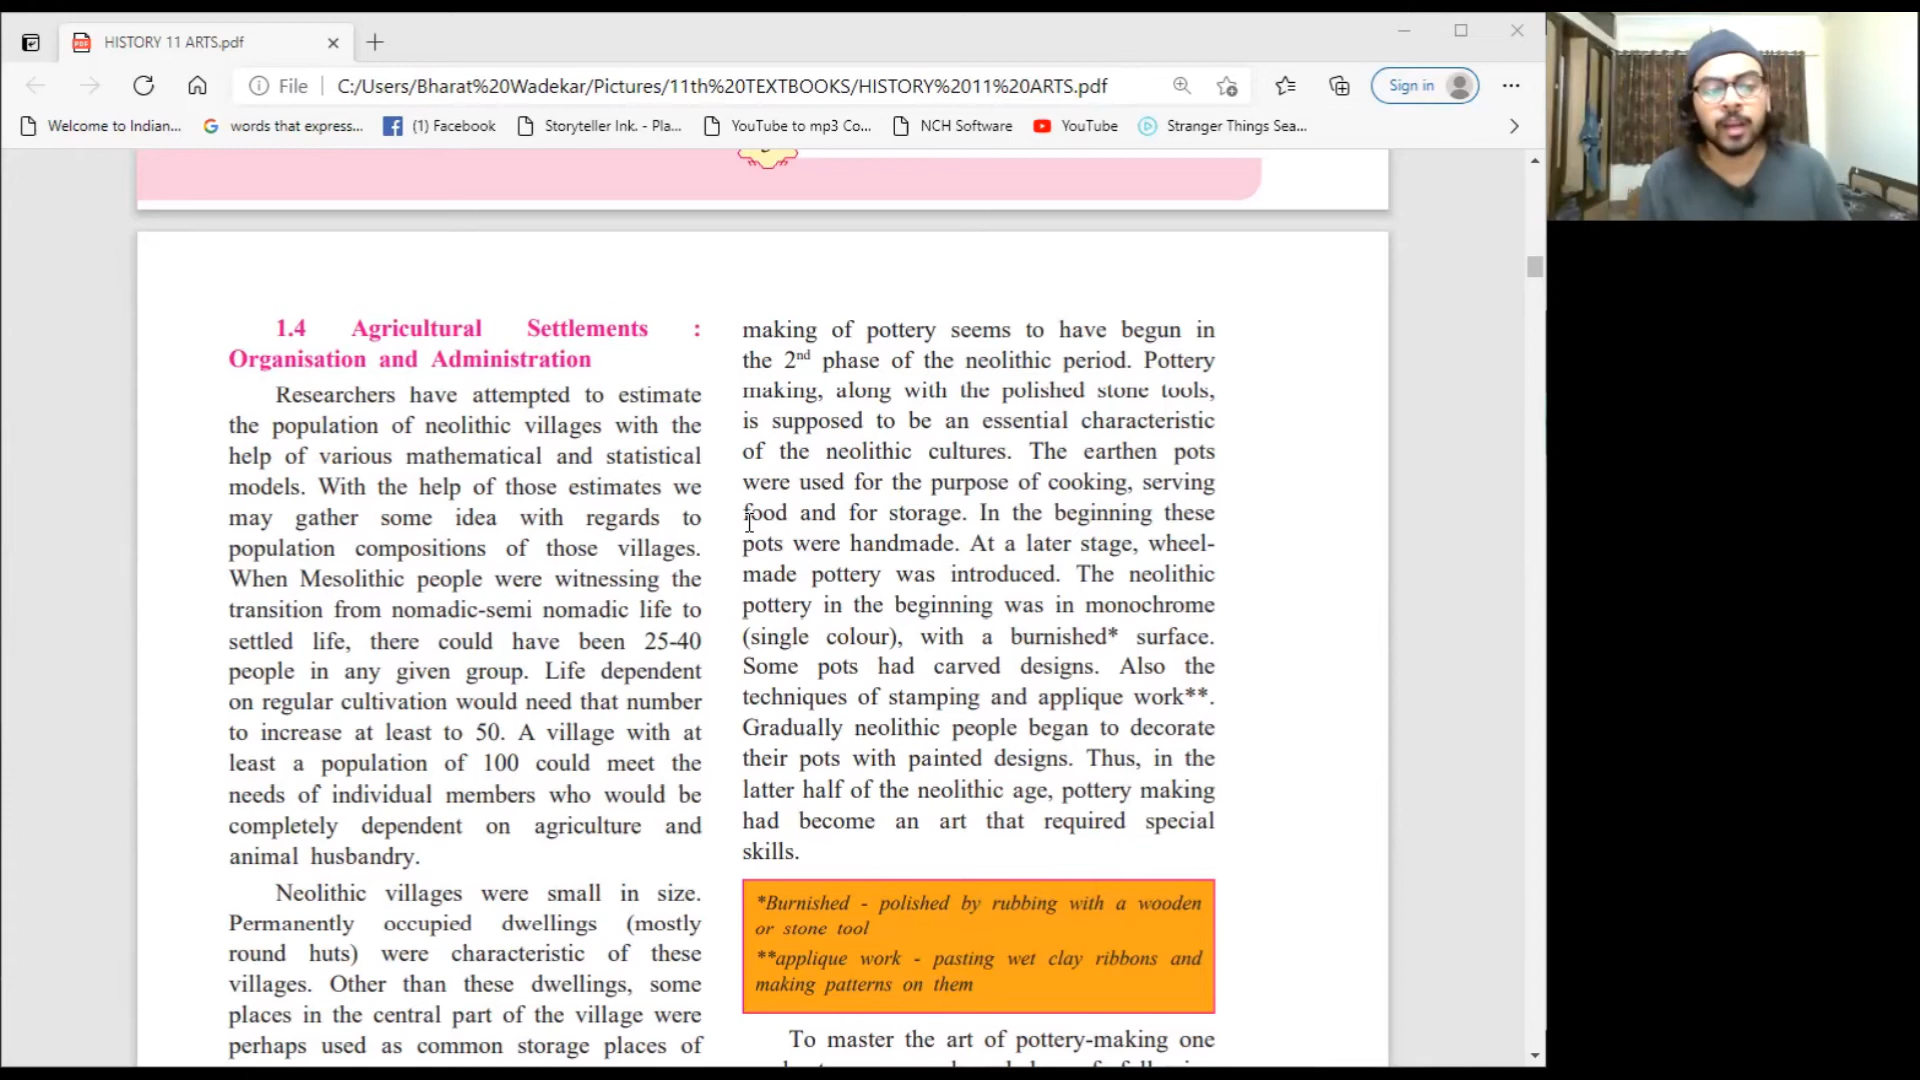 HISTORY 11 ARTS.pdf
File
C:/Users/Bharat%20Wadekar/Pictures/11th%20TEXTBOOKS/HISTORY%2011%20ARTS.pdf
Sign in
Welcome to Indian...
words that express...
(1) Facebook
Storyteller Ink. - Pla...
YouTube to mp3 Co...
NCH Software
YouTube
Stranger Things Sea...
1.4 Agricultural Settlements :
Organisation and Administration
Researchers have attempted to estimate
the population of neolithic villages with the
help of various mathematical and statistical
models. With the help of those estimates we
may gather some idea with regards to
population compositions of those villages.
When Mesolithic people were witnessing the
transition from nomadic-semi nomadic life to
settled life, there could have been 25-40
people in any given group. Life dependent
on regular cultivation would need that number
to increase at least to 50. A village with at
least a population of 100 could meet the
needs of individual members who would be
completely dependent on agriculture and
animal husbandry.
Neolithic villages were small in size.
Permanently occupied dwellings (mostly
round huts) were characteristic of these
villages. Other than these dwellings, some
places in the central part of the village were
perhaps used as common storage places of
making of pottery seems to have begun in
the 2nd phase of the neolithic period. Pottery
making, along with the polished stone tools,
is supposed to be an essential characteristic
of the neolithic cultures. The earthen pots
were used for the purpose of cooking, serving
food and for storage. In the beginning these
pots were handmade. At a later stage, wheel-
made pottery was introduced. The neolithic
pottery in the beginning was in monochrome
(single colour), with a burnished* surface.
Some pots had carved designs. Also the
techniques of stamping and applique work**.
Gradually neolithic people began to decorate
their pots with painted designs. Thus, in the
latter half of the neolithic age, pottery making
had become an art that required special
skills.
*Burnished - polished by rubbing with a wooden
or stone tool
**applique work - pasting wet clay ribbons and
making patterns on them
To master the art of pottery-making one